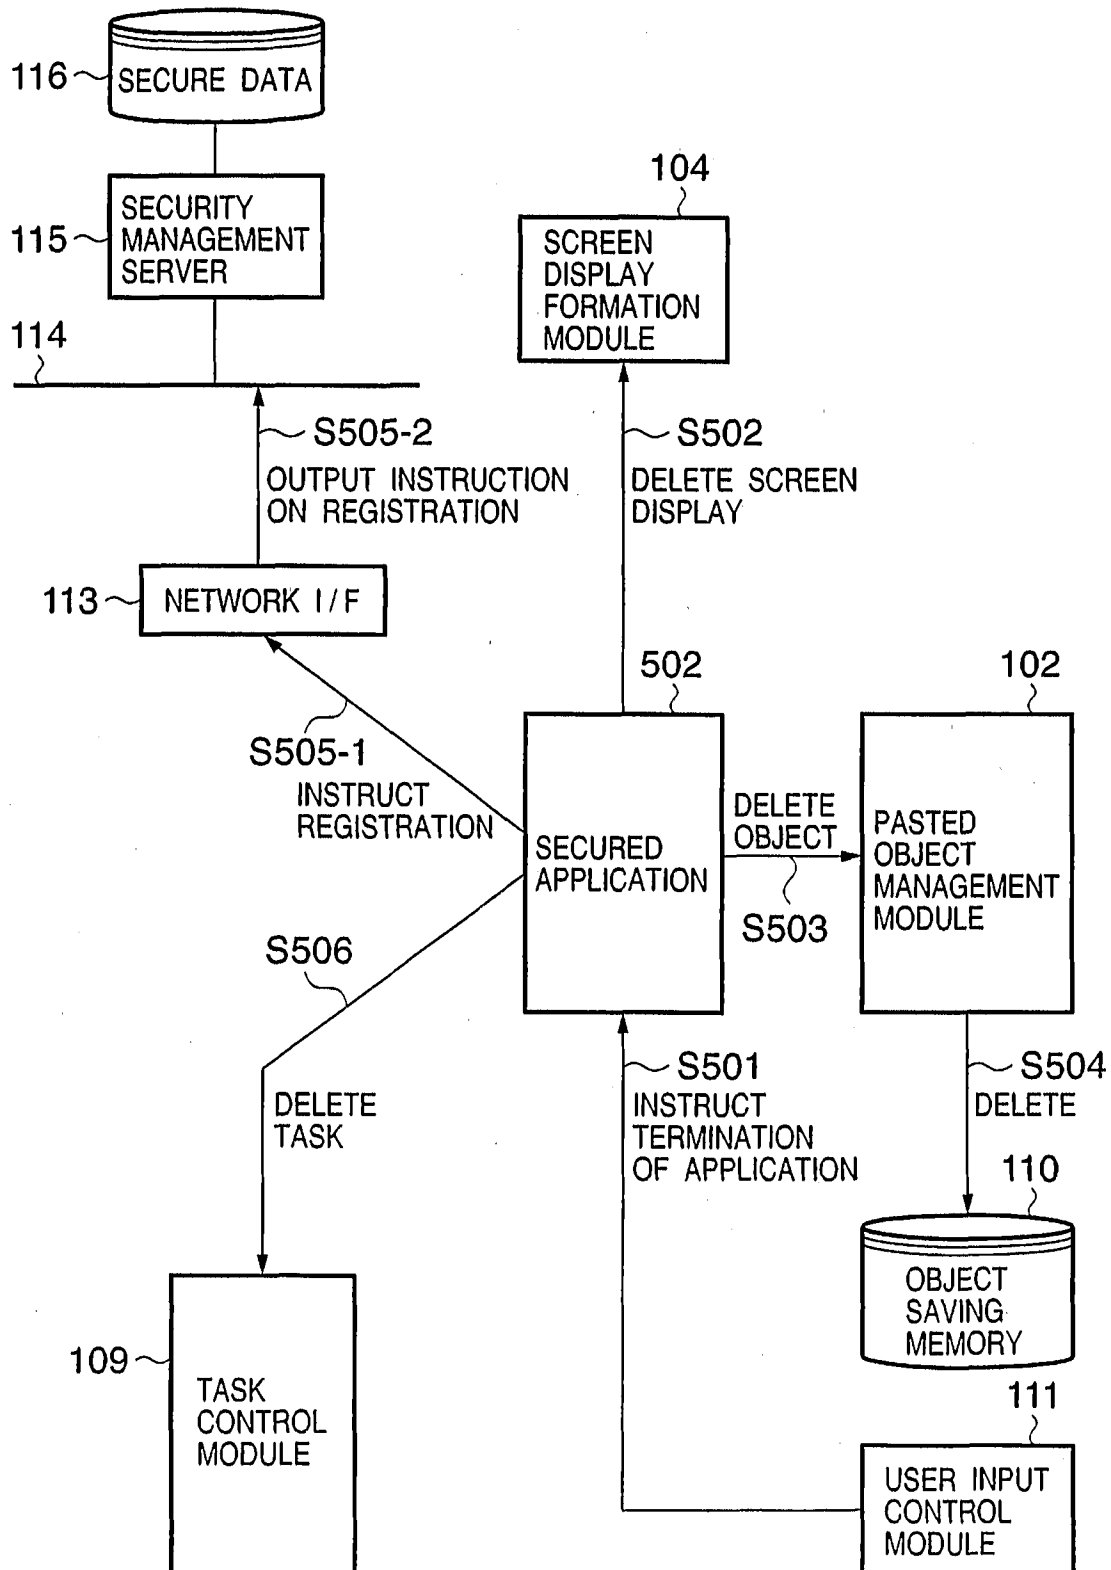 116
SECURE DATA
104
115
SECURITY
MANAGEMENT
SERVER
SCREEN
DISPLAY
FORMATION
MODULE
114
S505-2
OUTPUT INSTRUCTION
ON REGISTRATION
S502
DELETE SCREEN
DISPLAY
113
NETWORK I/F
502
102
S505-1
INSTRUCT
REGISTRATION
SECURED
APPLICATION
DELETE
OBJECT
S503
PASTED
OBJECT
MANAGEMENT
MODULE
S506
DELETE
TASK
S501
INSTRUCT
TERMINATION
OF APPLICATION
S504
DELETE
110
OBJECT
SAVING
MEMORY
109
TASK
CONTROL
MODULE
111
USER INPUT
CONTROL
MODULE